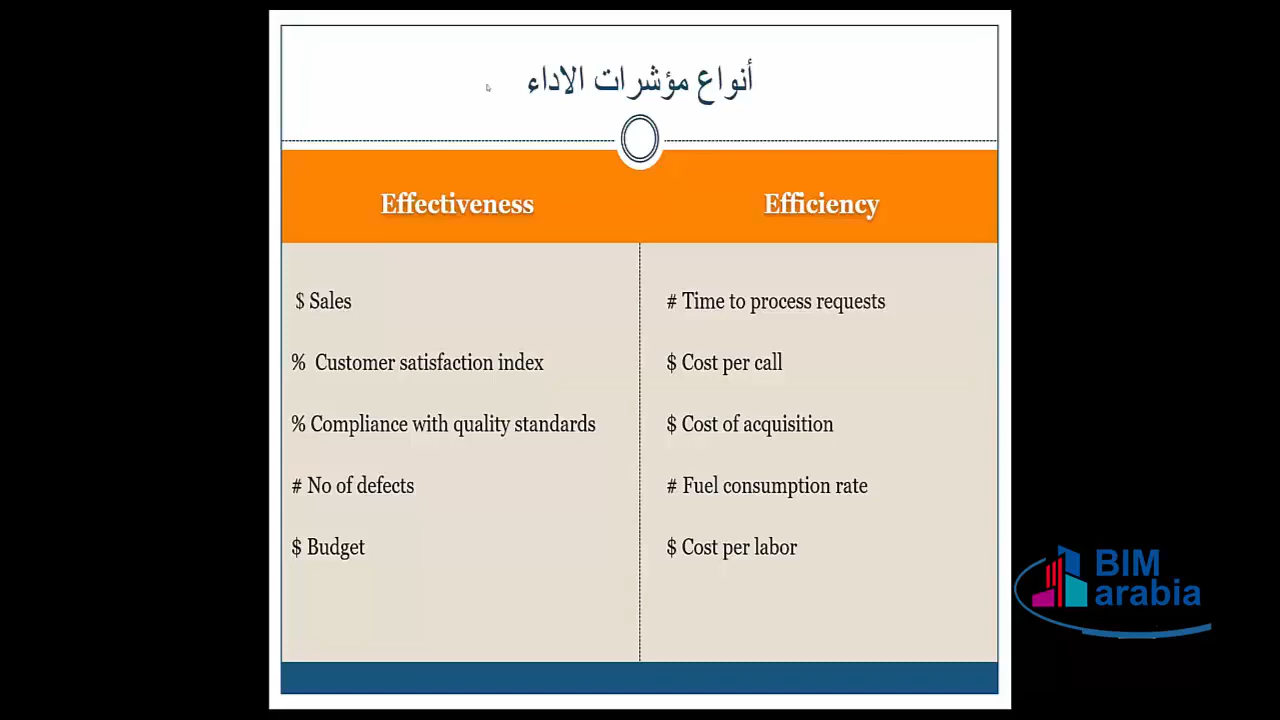 أنواع مؤشرات الاداء
Effectiveness
Efficiency
$ Sales
% Customer satisfaction index
% Compliance with quality standards
# No of defects
$ Budget
# Time to process requests
$ Cost per call
$ Cost of acquisition
# Fuel consumption rate
$ Cost per labor
BIM
arabia